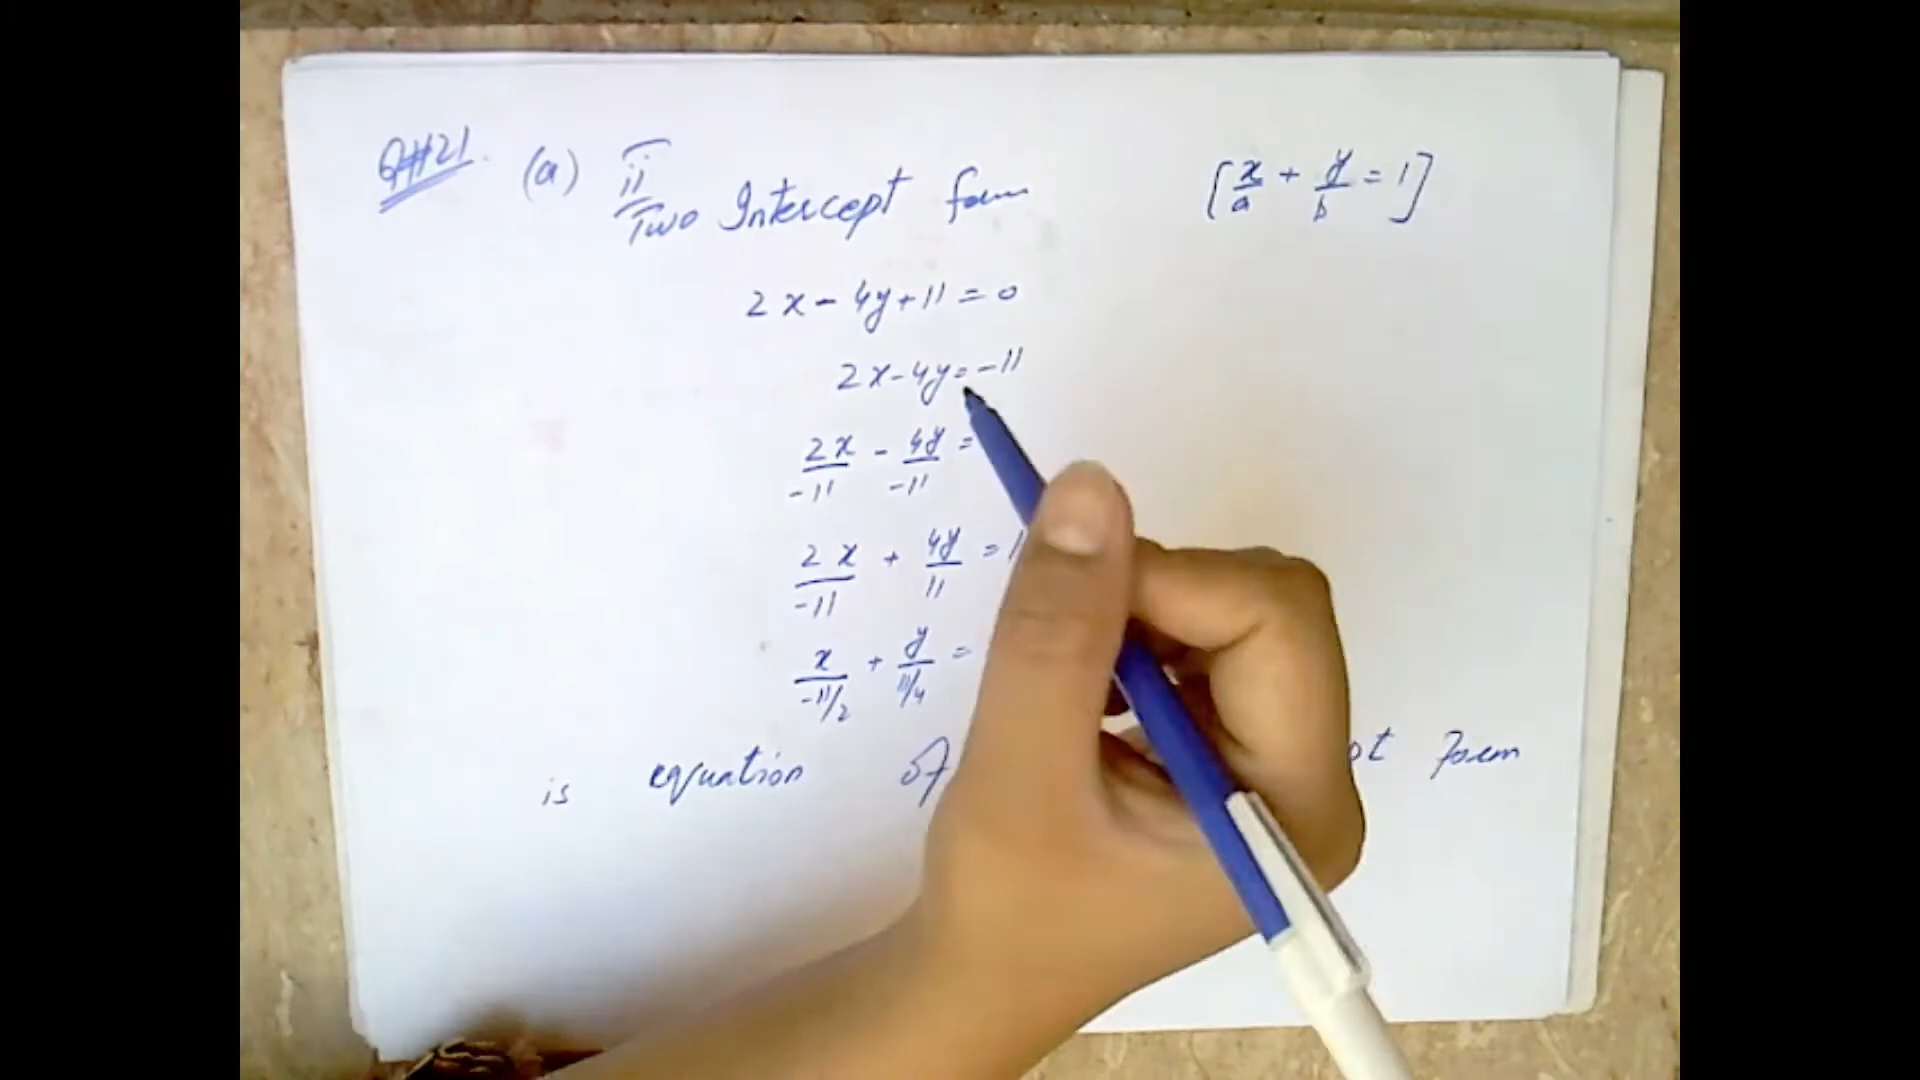 Q#21. (a) ii
Two Intercept form [x/a + y/b = 1]
2x - 4y + 11 = 0
2x - 4y = -11
2x/-11 - 4y/-11 =
2x/-11 + 4y/11 = 1
x/-11/2 + y/11/4 =
is equation of form